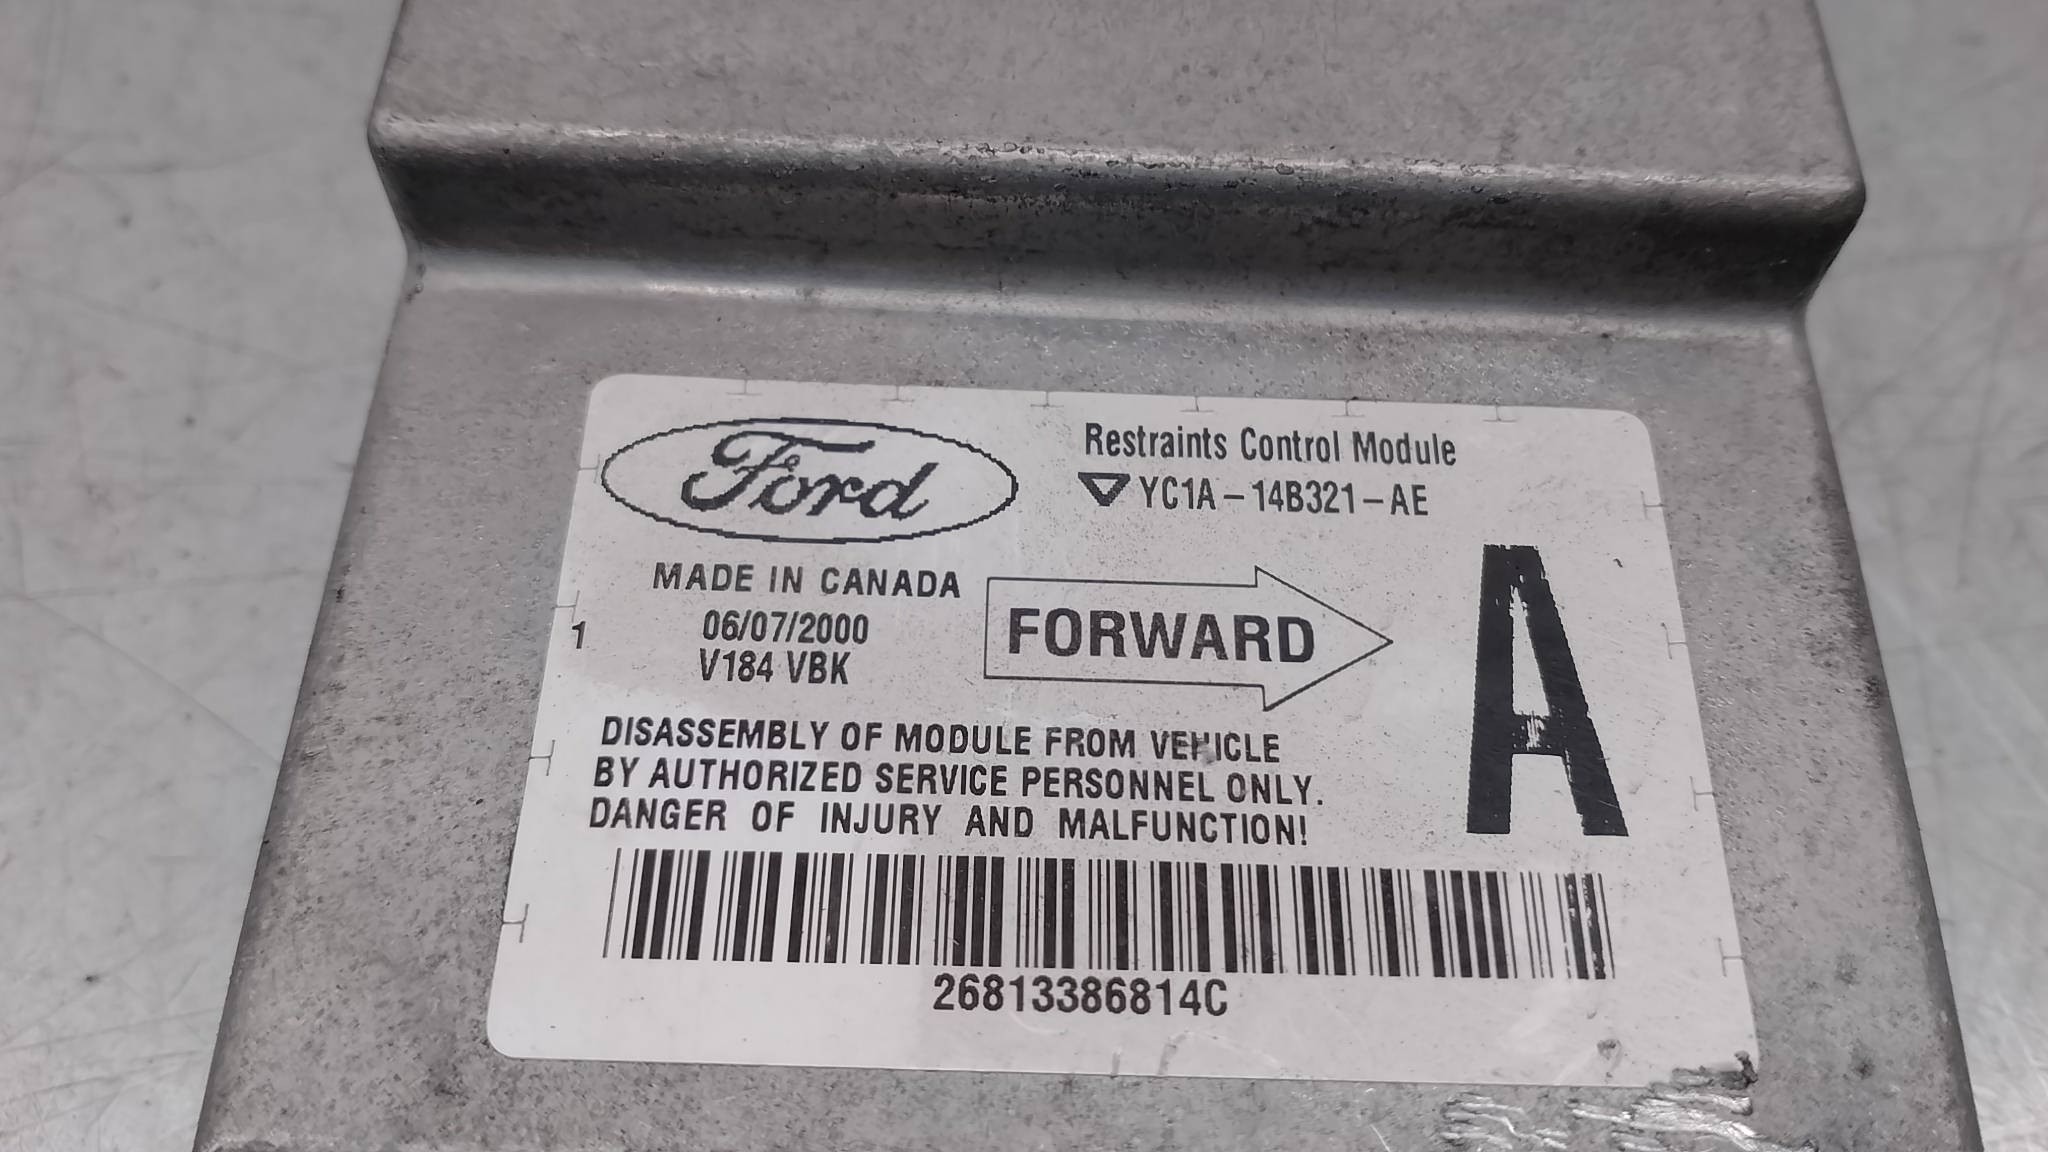 Ford
Restraints Control Module
YC1A-14B321-AE
MADE IN CANADA
06/07/2000
V184 VBK
1
FORWARD
A
DISASSEMBLY OF MODULE FROM VEHICLE
BY AUTHORIZED SERVICE PERSONNEL ONLY.
DANGER OF INJURY AND MALFUNCTION!
26813386814C